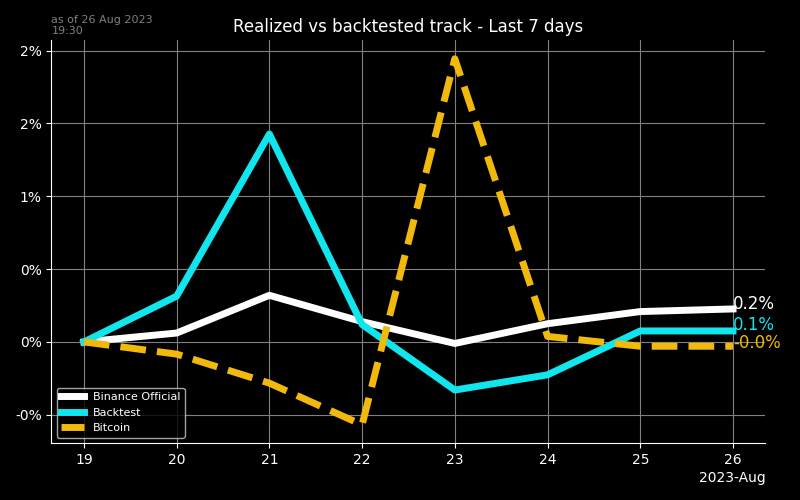 as of 26 Aug 2023
19:30
Realized vs backtested track - Last 7 days
2%
2%
1%
0%
0%
-0%
0.2%
0.1%
-0.0%
Binance Official
Backtest
Bitcoin
19 20 21 22 23 24 25 26
2023-Aug